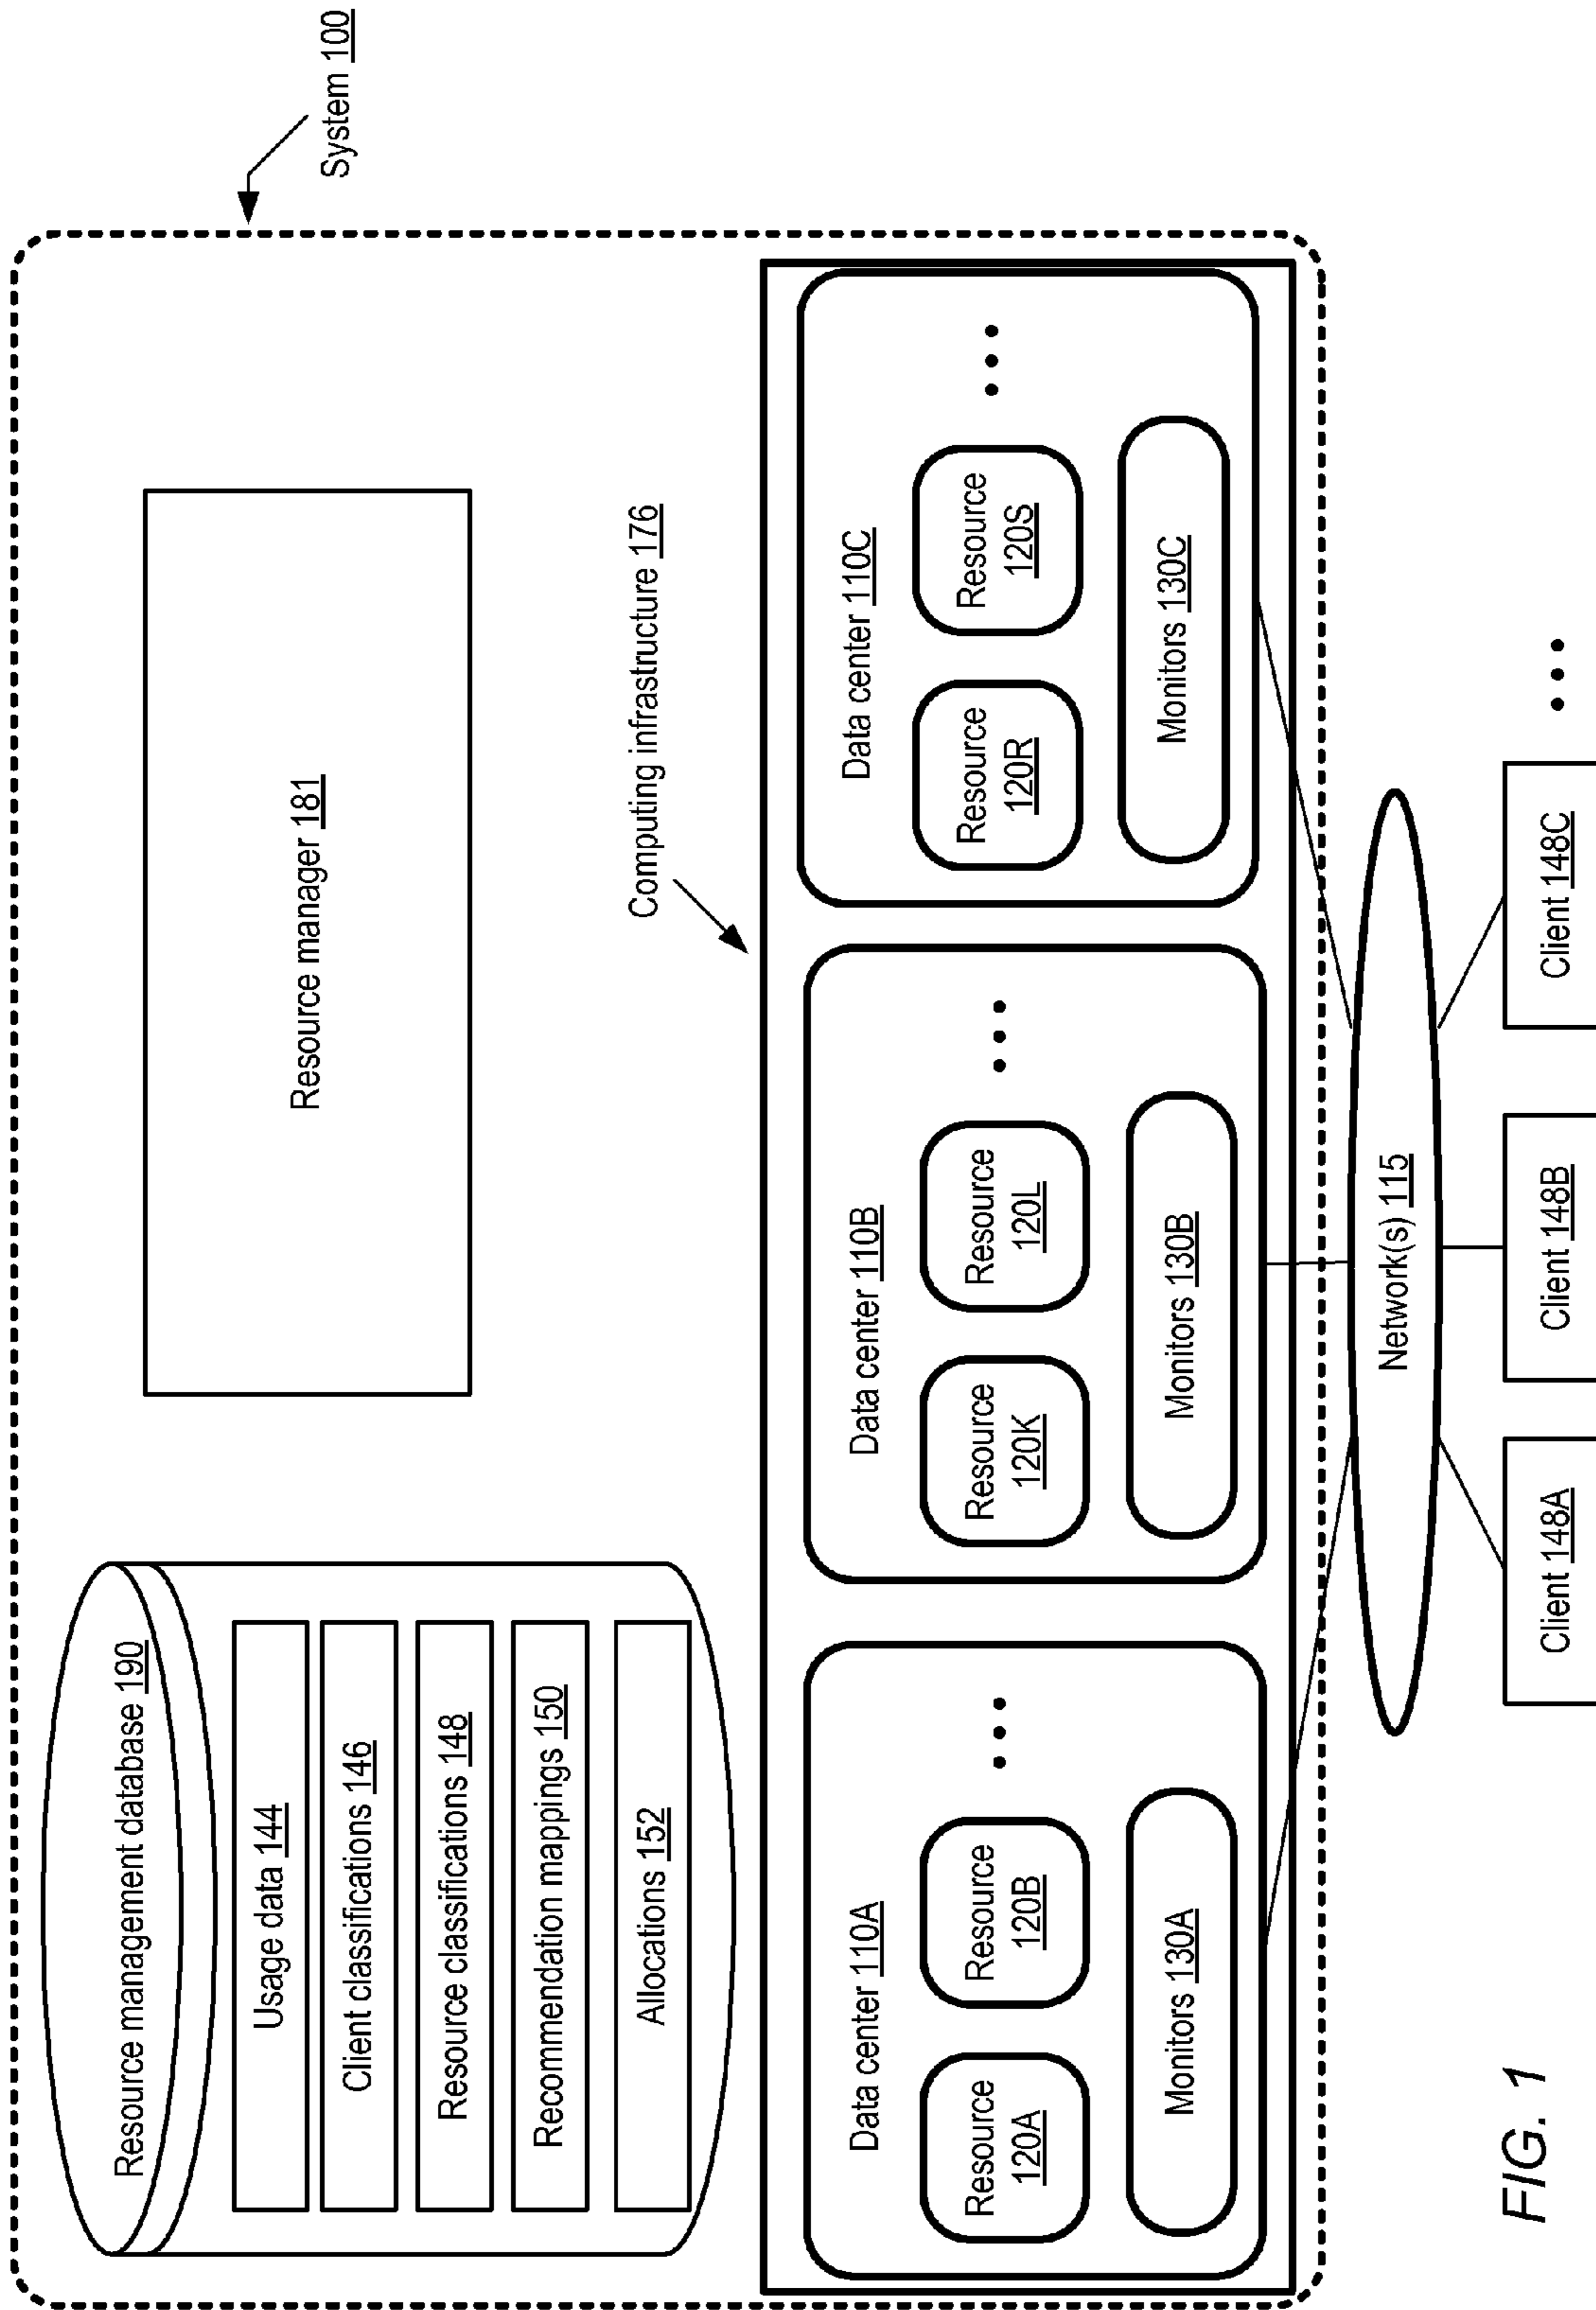 System 100
Resource management database 190
Usage data 144
Client classifications 146
Resource classifications 148
Recommendation mappings 150
Allocations 152
Resource manager 181
Computing infrastructure 176
Data center 110A
Resource
120A
Resource
120B
...
Monitors 130A
Data center 110B
Resource
120K
Resource
120L
...
Monitors 130B
Data center 110C
Resource
120R
Resource
120S
...
Monitors 130C
Network(s) 115
Client 148A
Client 148B
Client 148C
...
FIG. 1